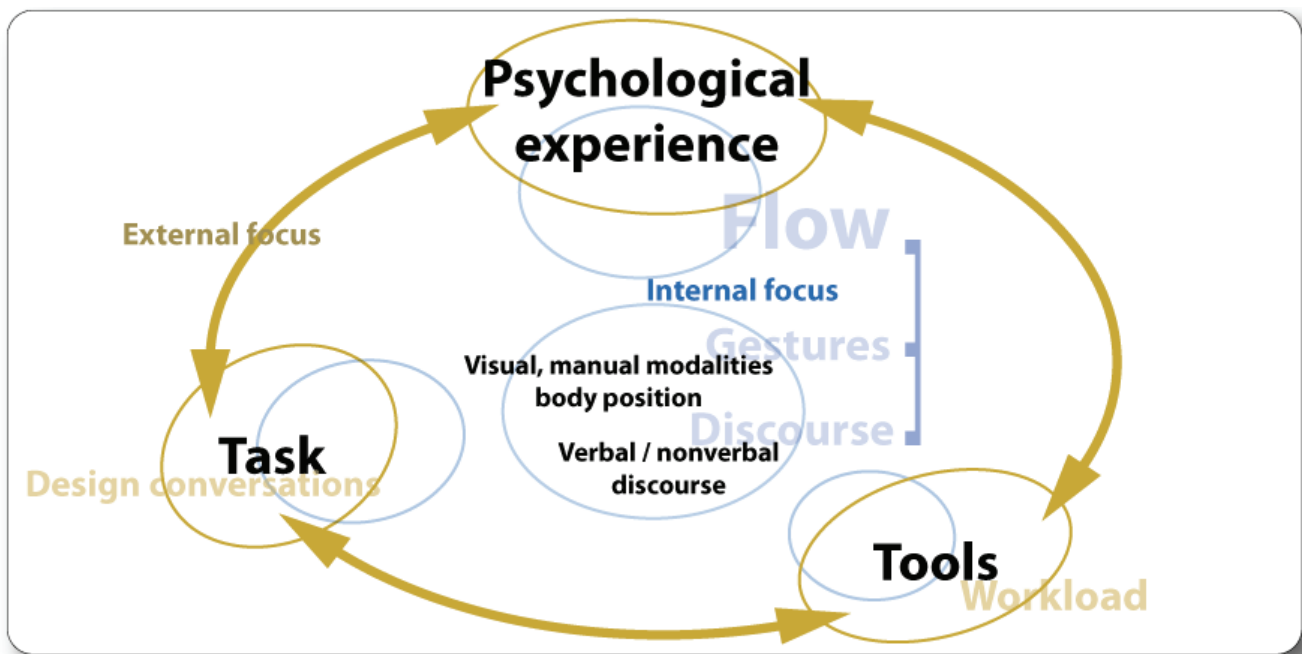 Psychological
experience
Flow
External focus
Internal focus
Gestures
Visual, manual modalities
body position
Discourse
Verbal / nonverbal
discourse
Task
Design conversations
Tools
Workload